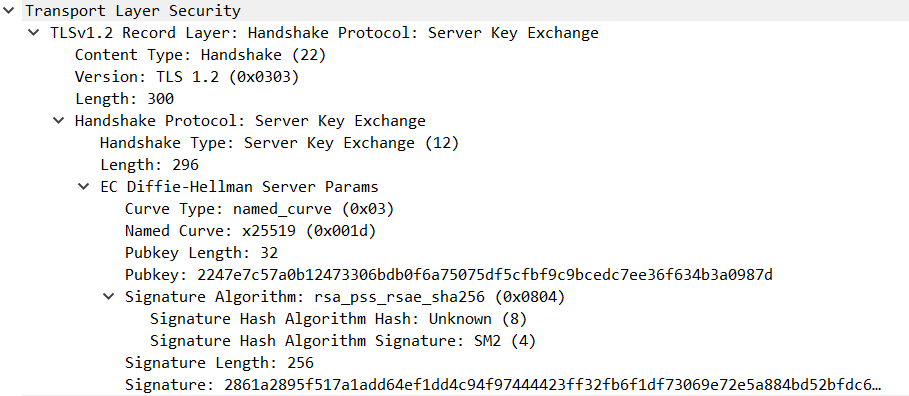 Transport Layer Security
TLSv1.2 Record Layer: Handshake Protocol: Server Key Exchange
Content Type: Handshake (22)
Version: TLS 1.2 (0x0303)
Length: 300
Handshake Protocol: Server Key Exchange
Handshake Type: Server Key Exchange (12)
Length: 296
EC Diffie-Hellman Server Params
Curve Type: named_curve (0x03)
Named Curve: x25519 (0x001d)
Pubkey Length: 32
Pubkey: 2247e7c57a0b12473306bdb0f6a75075df5cfbf9c9bcedc7ee36f634b3a0987d
Signature Algorithm: rsa_pss_rsae_sha256 (0x0804)
Signature Hash Algorithm Hash: Unknown (8)
Signature Hash Algorithm Signature: SM2 (4)
Signature Length: 256
Signature: 2861a2895f517a1add64ef1dd4c94f97444423ff32fb6f1df73069e72e5a884bd52bfdc6…